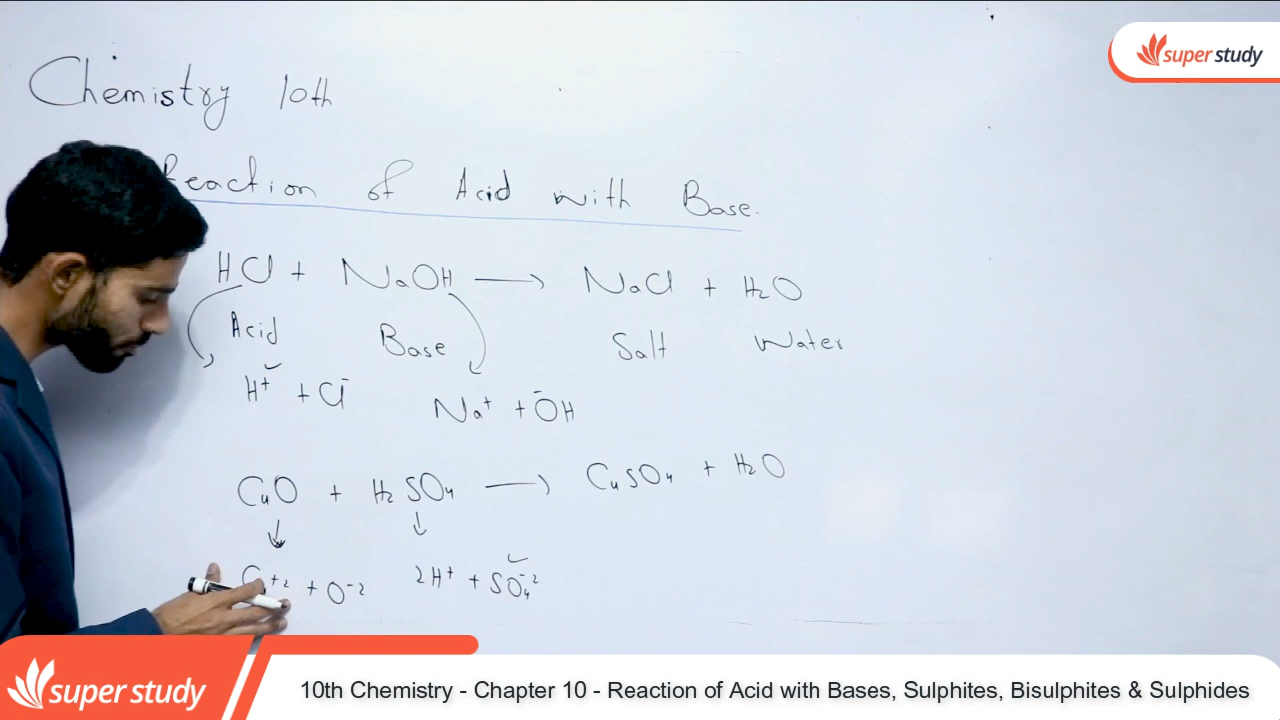 super study
Chemistry 10th
Reaction of Acid with Base.
HCl + NaOH → NaCl + H₂O
Acid Base Salt Water
H⁺ + Cl⁻ Na⁺ + ⁻OH
CuO + H₂SO₄ → CuSO₄ + H₂O
+ O⁻² 2H⁺ + SO₄⁻²
super study
10th Chemistry - Chapter 10 - Reaction of Acid with Bases, Sulphites, Bisulphites & Sulphides